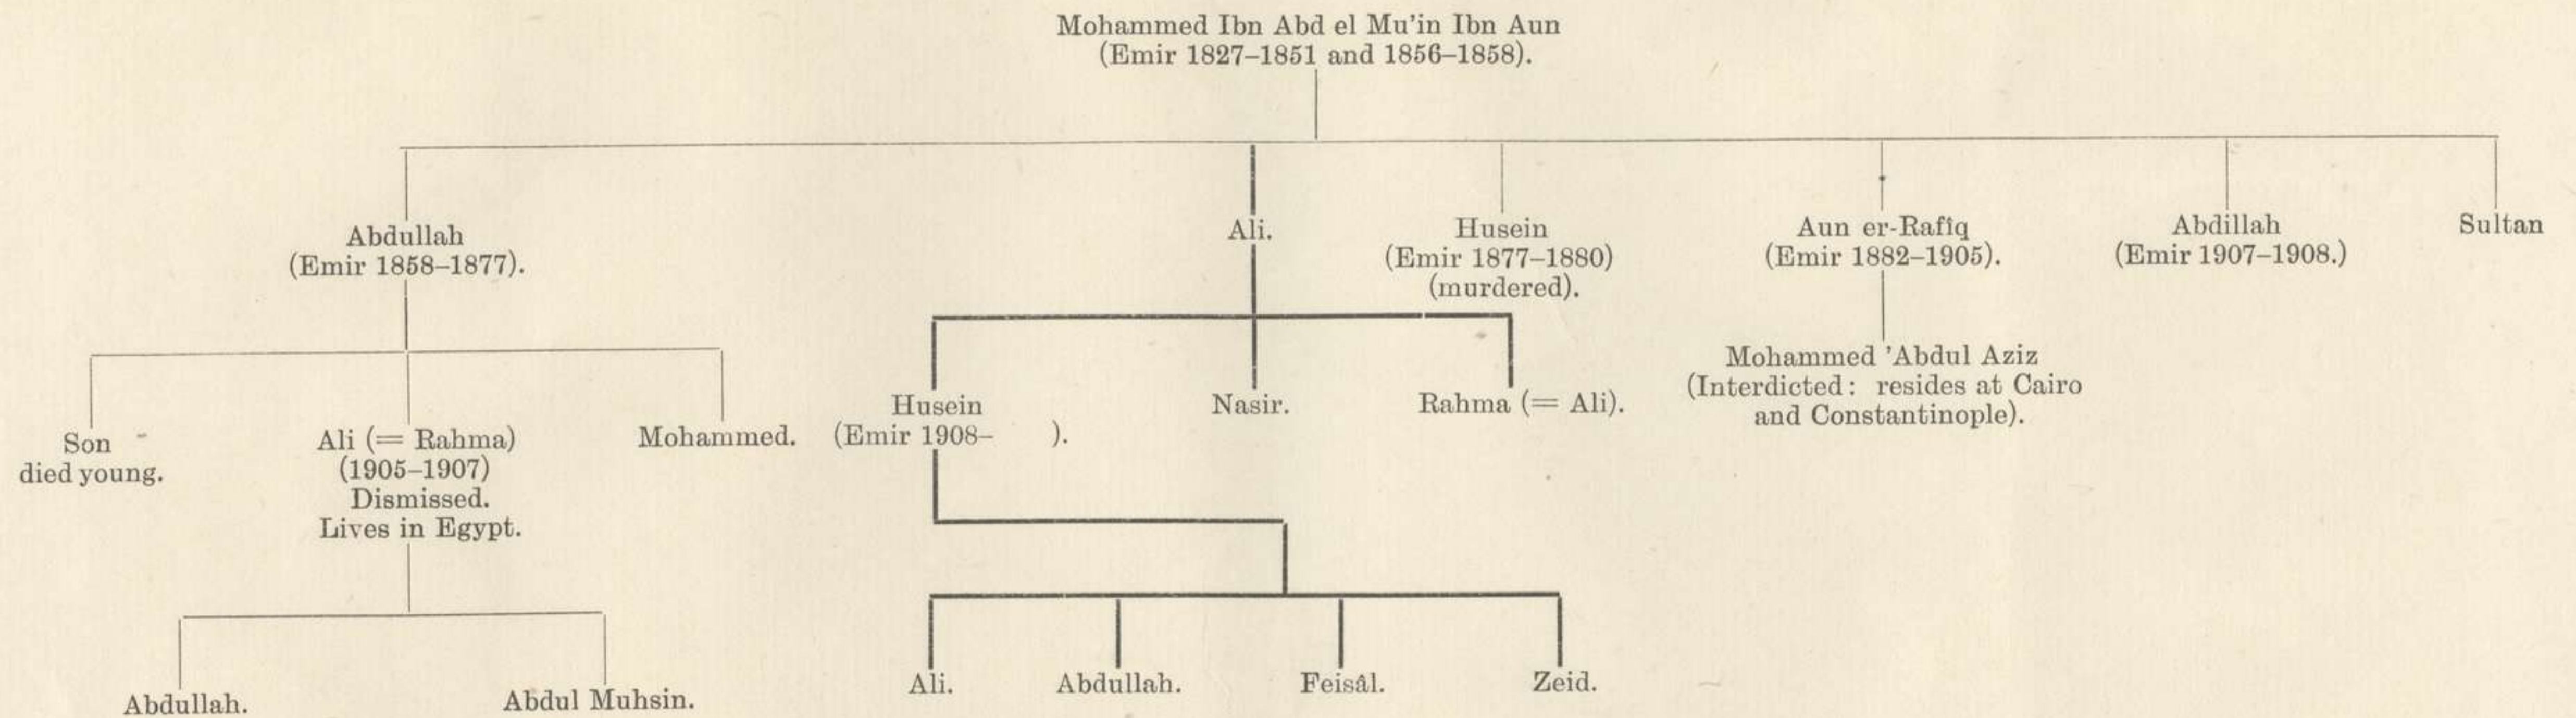 Mohammed Ibn Abd el Mu'in Ibn Aun
(Emir 1827–1851 and 1856–1858).
Abdullah
(Emir 1858–1877).
Ali.
Husein
(Emir 1877–1880)
(murdered).
Aun er-Rafîq
(Emir 1882–1905).
Abdillah
(Emir 1907–1908.)
Sultan
Son
died young.
Ali (= Rahma)
(1905–1907)
Dismissed.
Lives in Egypt.
Mohammed.
Husein
(Emir 1908– ).
Nasir.
Rahma (= Ali).
Mohammed 'Abdul Aziz
(Interdicted: resides at Cairo
and Constantinople).
Abdullah.
Abdul Muhsin.
Ali.
Abdullah.
Feisâl.
Zeid.